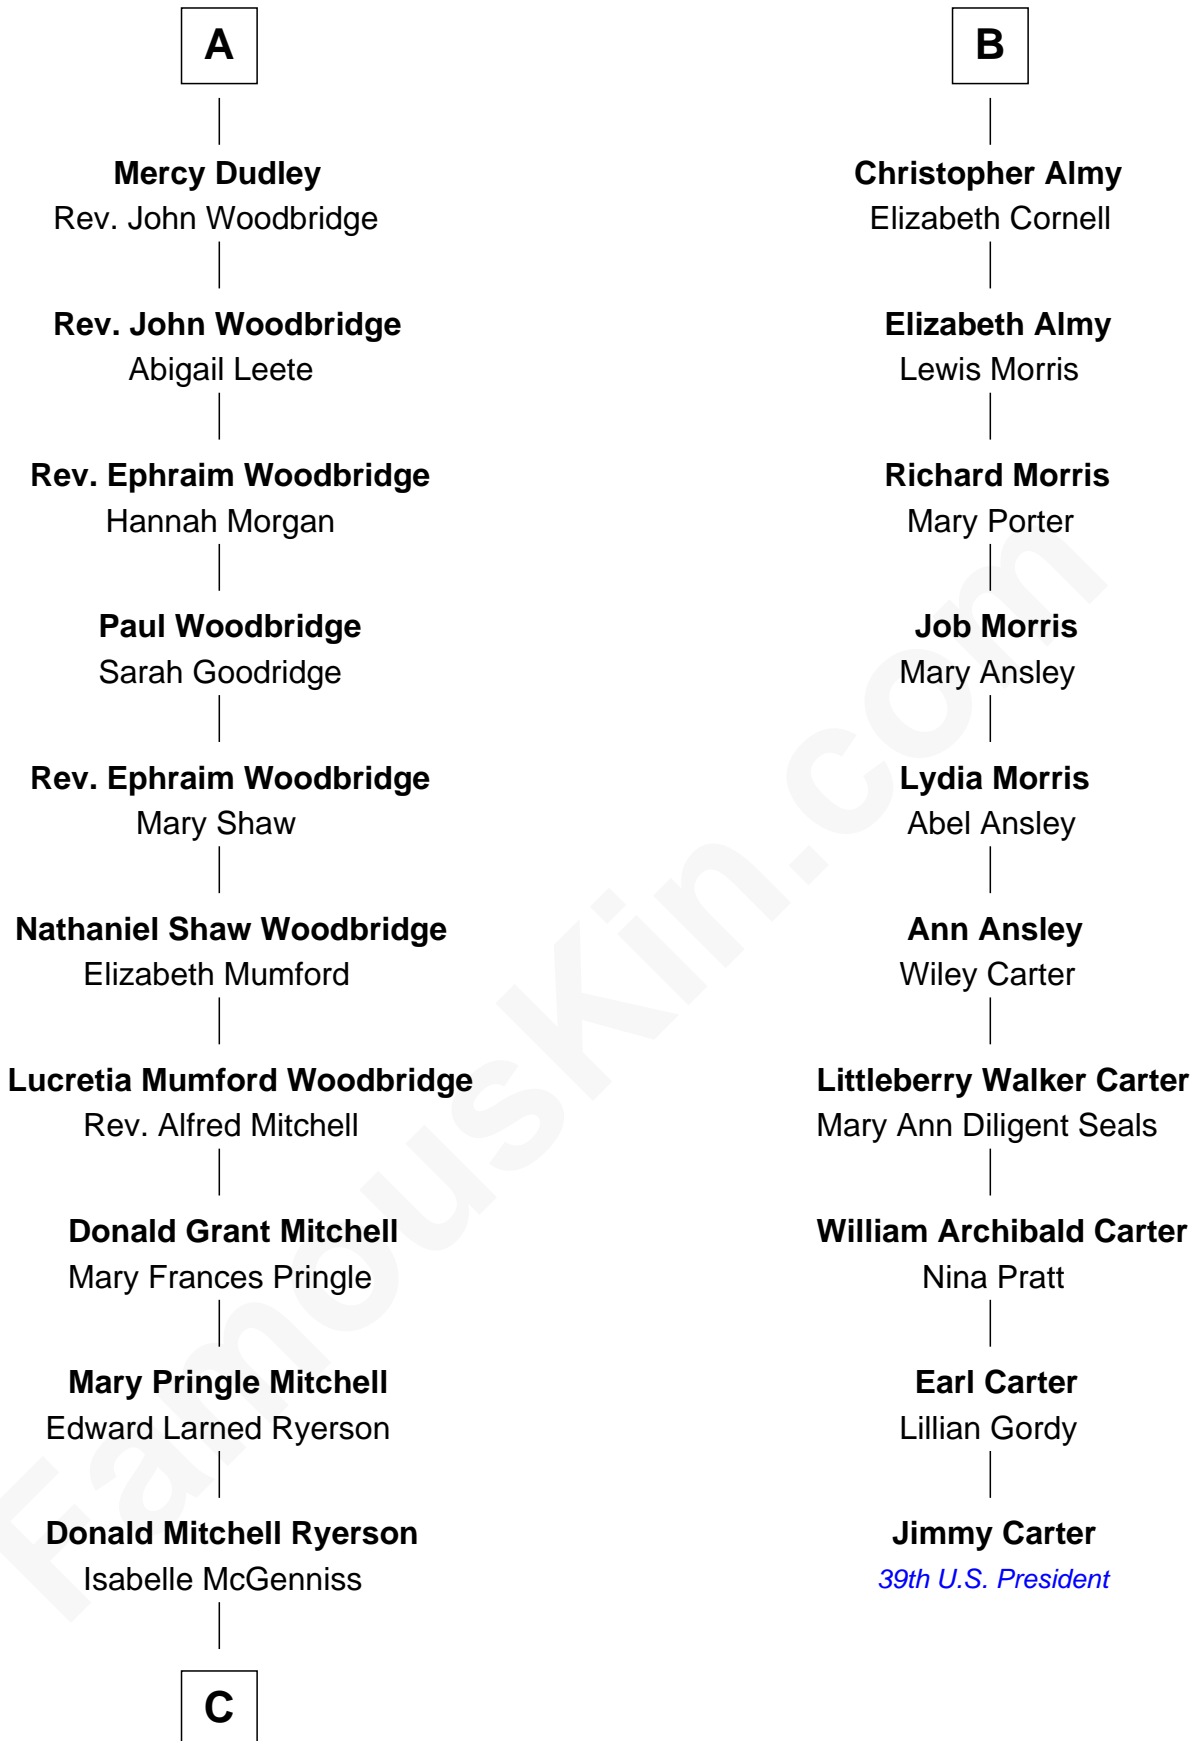 A
Mercy Dudley
Rev. John Woodbridge
Rev. John Woodbridge
Abigail Leete
Rev. Ephraim Woodbridge
Hannah Morgan
Paul Woodbridge
Sarah Goodridge
Rev. Ephraim Woodbridge
Mary Shaw
Nathaniel Shaw Woodbridge
Elizabeth Mumford
Lucretia Mumford Woodbridge
Rev. Alfred Mitchell
Donald Grant Mitchell
Mary Frances Pringle
Mary Pringle Mitchell
Edward Larned Ryerson
Donald Mitchell Ryerson
Isabelle McGenniss
C
B
Christopher Almy
Elizabeth Cornell
Elizabeth Almy
Lewis Morris
Richard Morris
Mary Porter
Job Morris
Mary Ansley
Lydia Morris
Abel Ansley
Ann Ansley
Wiley Carter
Littleberry Walker Carter
Mary Ann Diligent Seals
William Archibald Carter
Nina Pratt
Earl Carter
Lillian Gordy
Jimmy Carter
39th U.S. President
FamousKin.com